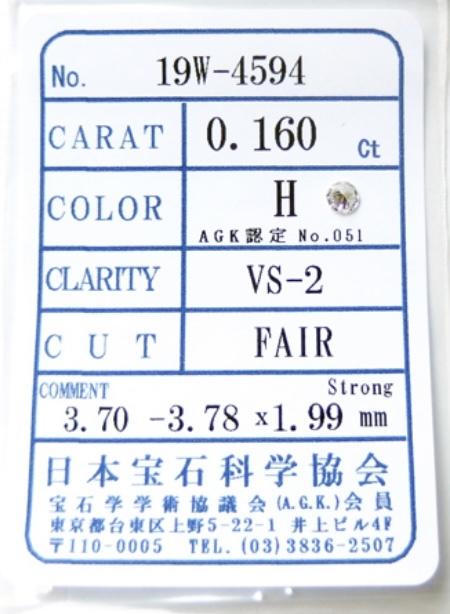 No. 19W-4594
CARAT 0.160 Ct
COLOR H
AGK認定 No.051
CLARITY VS-2
CUT FAIR
COMMENT Strong
3.70 -3.78 x1.99 mm
日本宝石科学協会
宝石学学術協議会(A.G.K.)会員
東京都台東区上野5-22-1 井上ビル4F
〒110-0005 TEL.(03)3836-2507